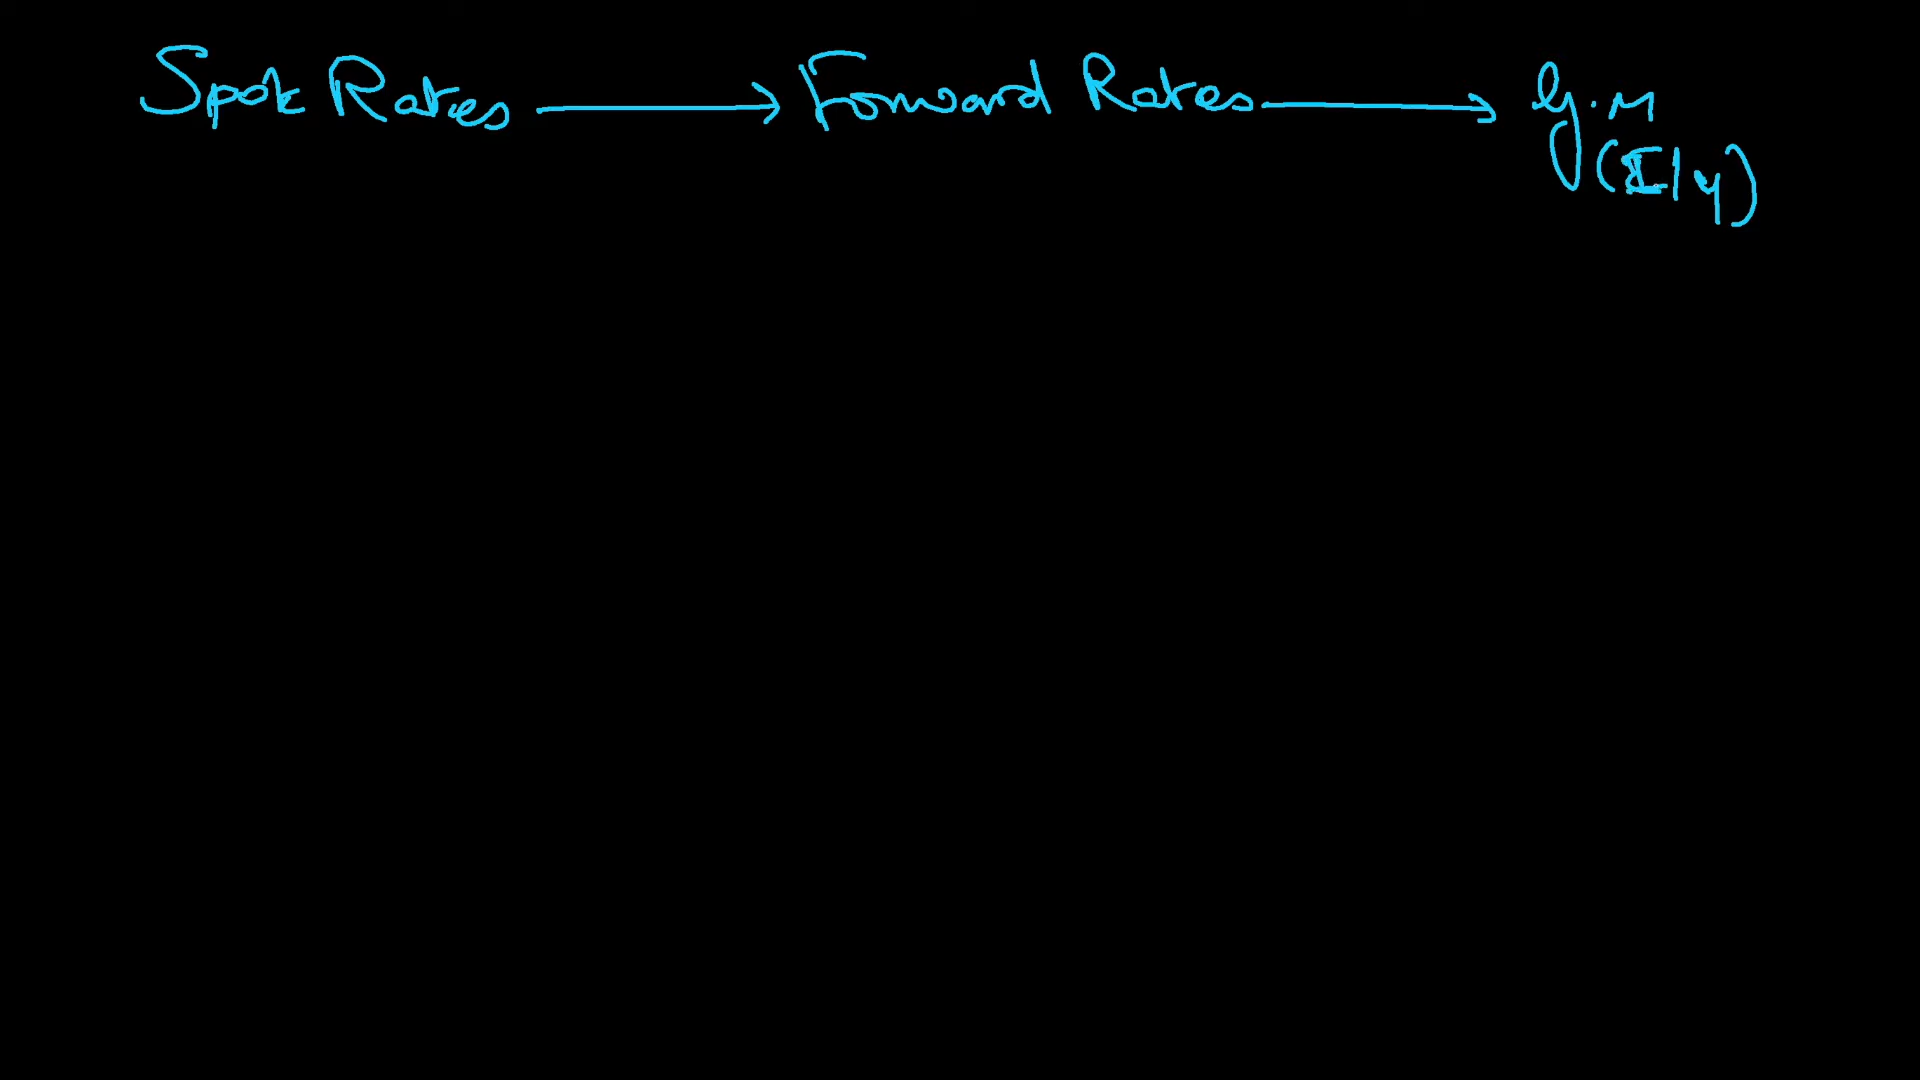 Spot Rates → Forward Rates → y.M